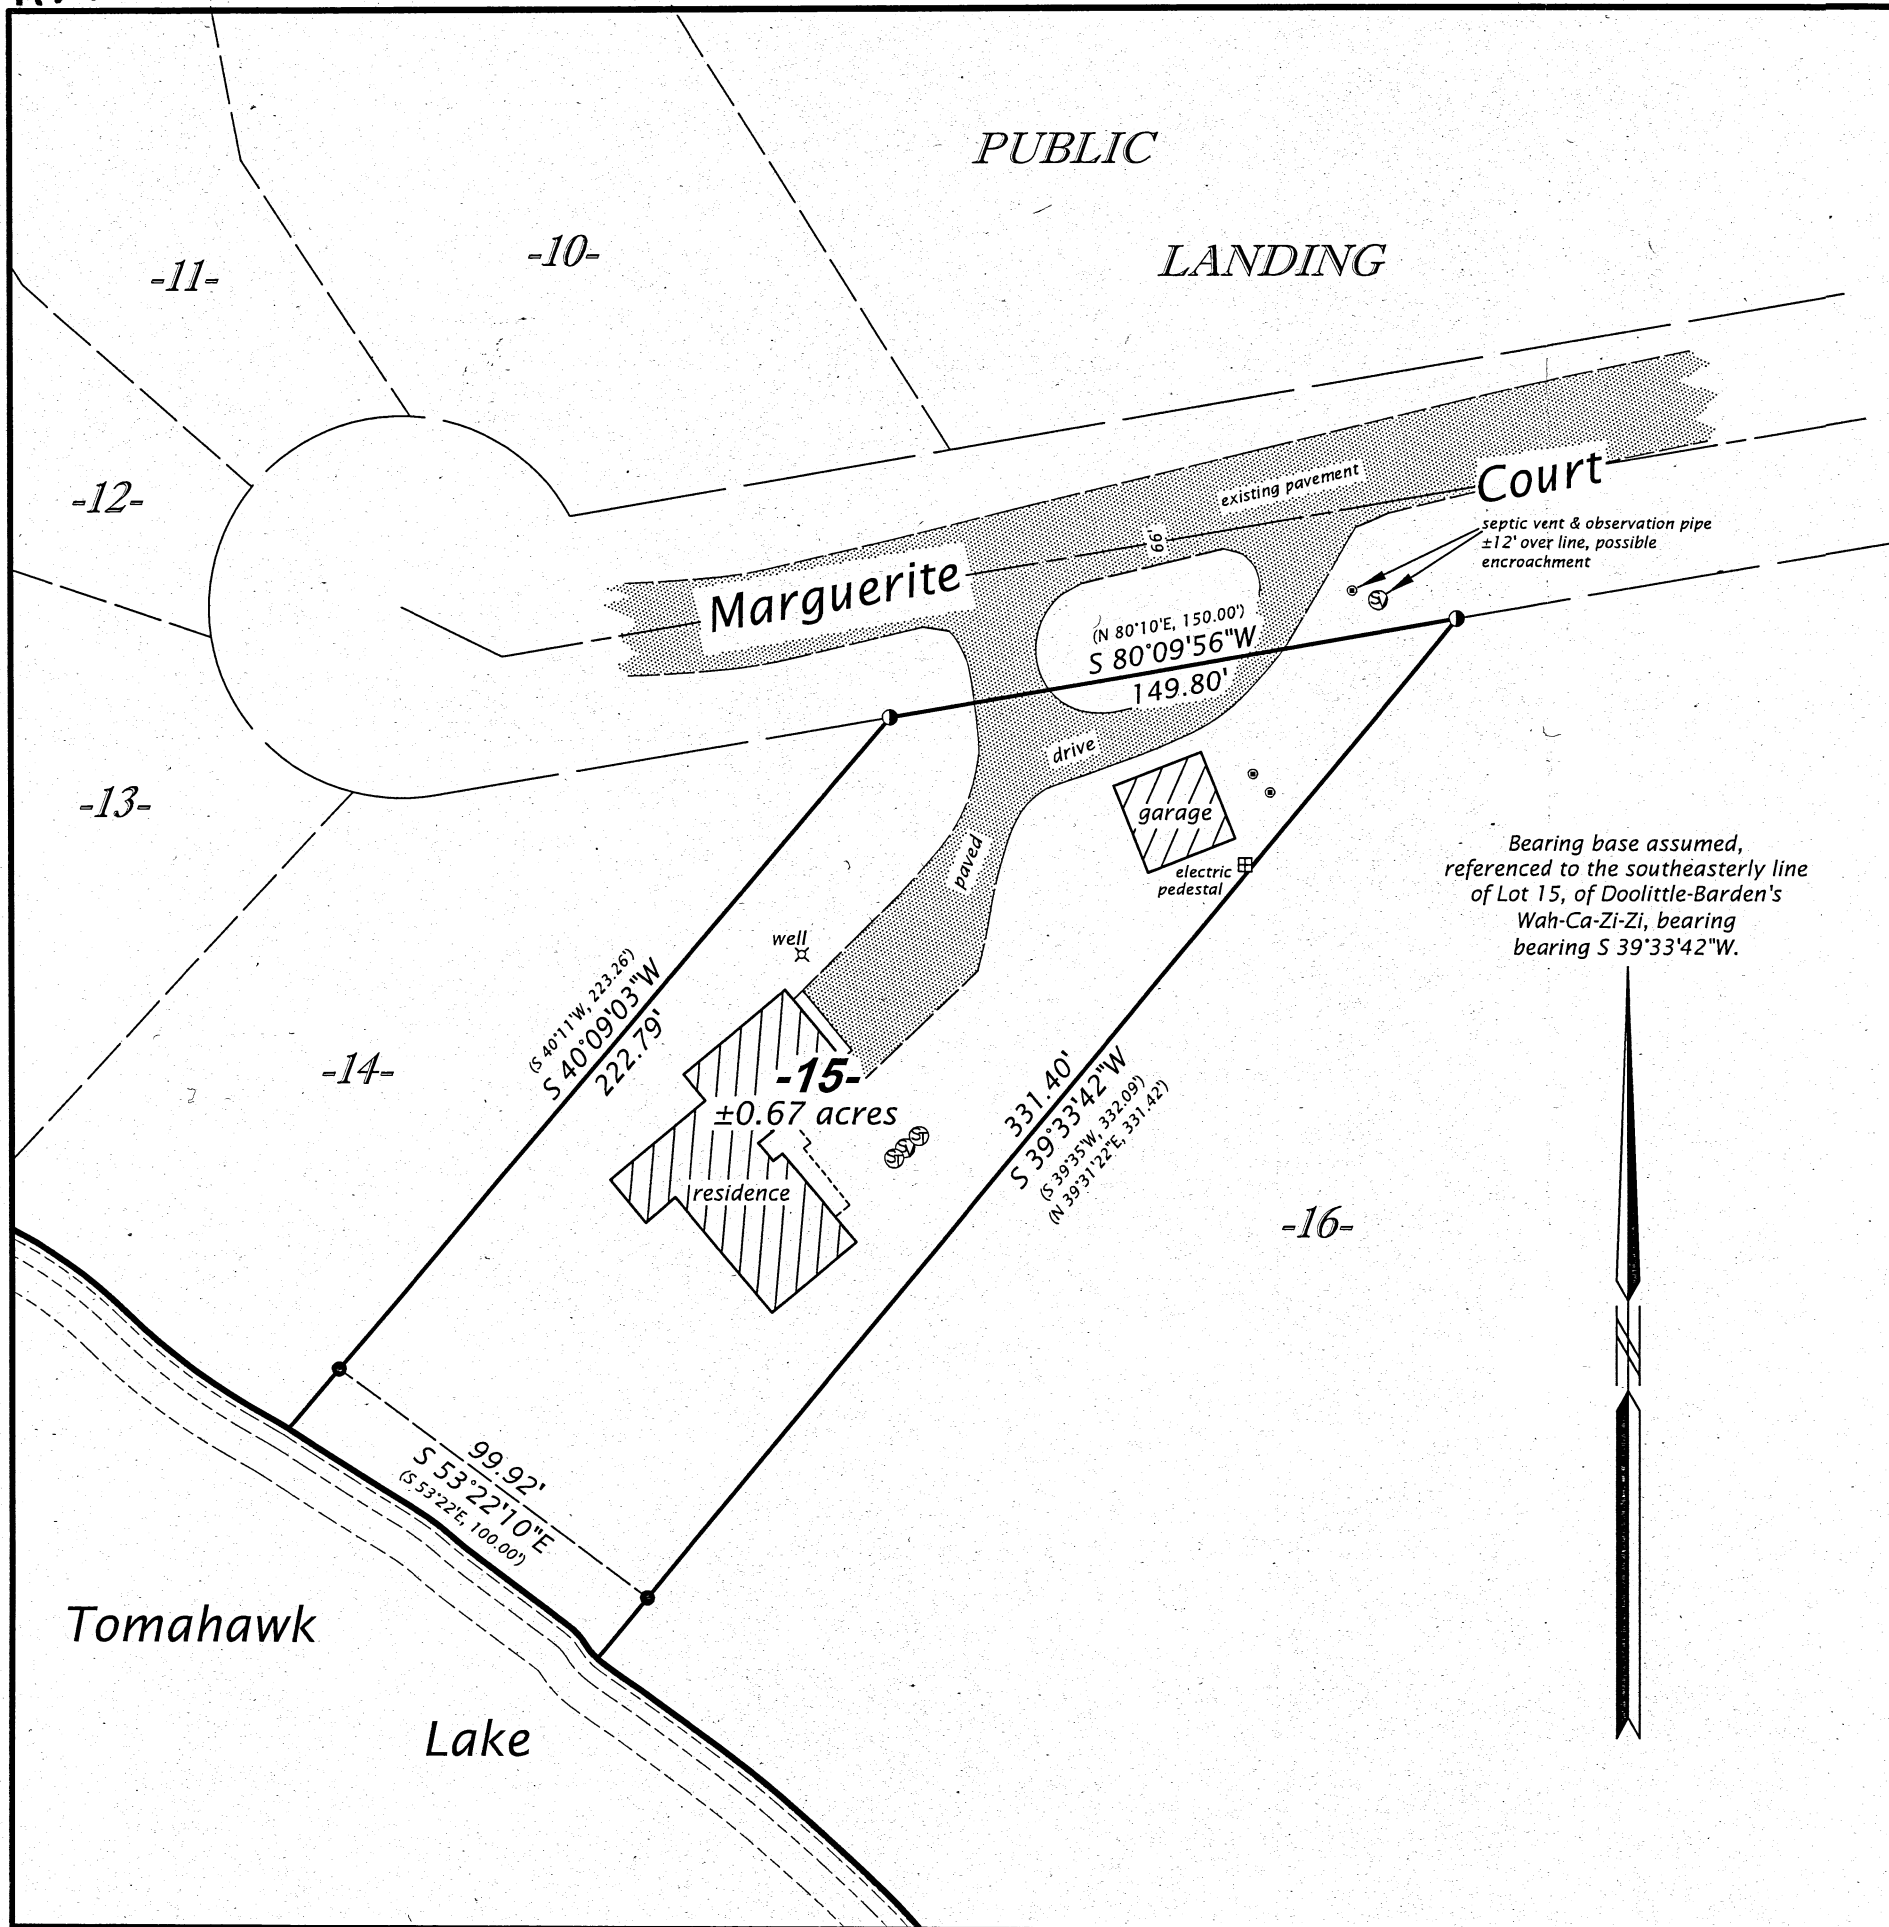 PUBLIC
LANDING
-10-
-11-
-12-
-13-
-14-
Marguerite
Court
existing pavement
66'
septic vent & observation pipe
±12' over line, possible
encroachment
(N 80°10'E, 150.00')
S 80°09'56"W
149.80'
drive
paved
garage
electric
pedestal
well
Bearing base assumed,
referenced to the southeasterly line
of Lot 15, of Doolittle-Barden's
Wah-Ca-Zi-Zi, bearing
bearing S 39°33'42"W.
(S 40°11'W, 223.26')
S 40°09'03"W
222.79'
-15-
±0.67 acres
residence
331.40'
S 39°33'42"W
(S 39°35'W, 332.09')
(N 39°31'22"E, 331.42')
-16-
99.92'
S 53°22'10"E
(S 53°22'E, 100.00')
Tomahawk
Lake